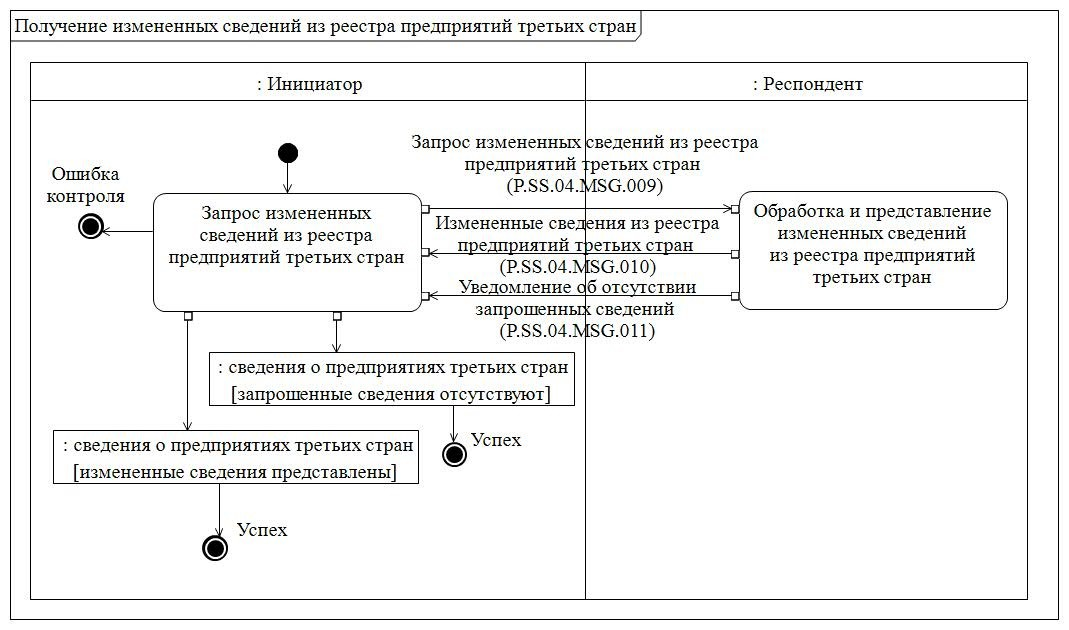 Получение измененных сведений из реестра предприятий третьих стран
: Инициатор
: Респондент
Запрос измененных сведений из реестра
предприятий третьих стран
(P.SS.04.MSG.009)
Ошибка
контроля
Запрос измененных
сведений из реестра
предприятий третьих стран
Измененные сведения из реестра
предприятий третьих стран
(P.SS.04.MSG.010)
Уведомление об отсутствии
запрошенных сведений
(P.SS.04.MSG.011)
Обработка и представление
измененных сведений
из реестра предприятий
третьих стран
: сведения о предприятиях третьих стран
[запрошенные сведения отсутствуют]
Успех
: сведения о предприятиях третьих стран
[измененные сведения представлены]
Успех